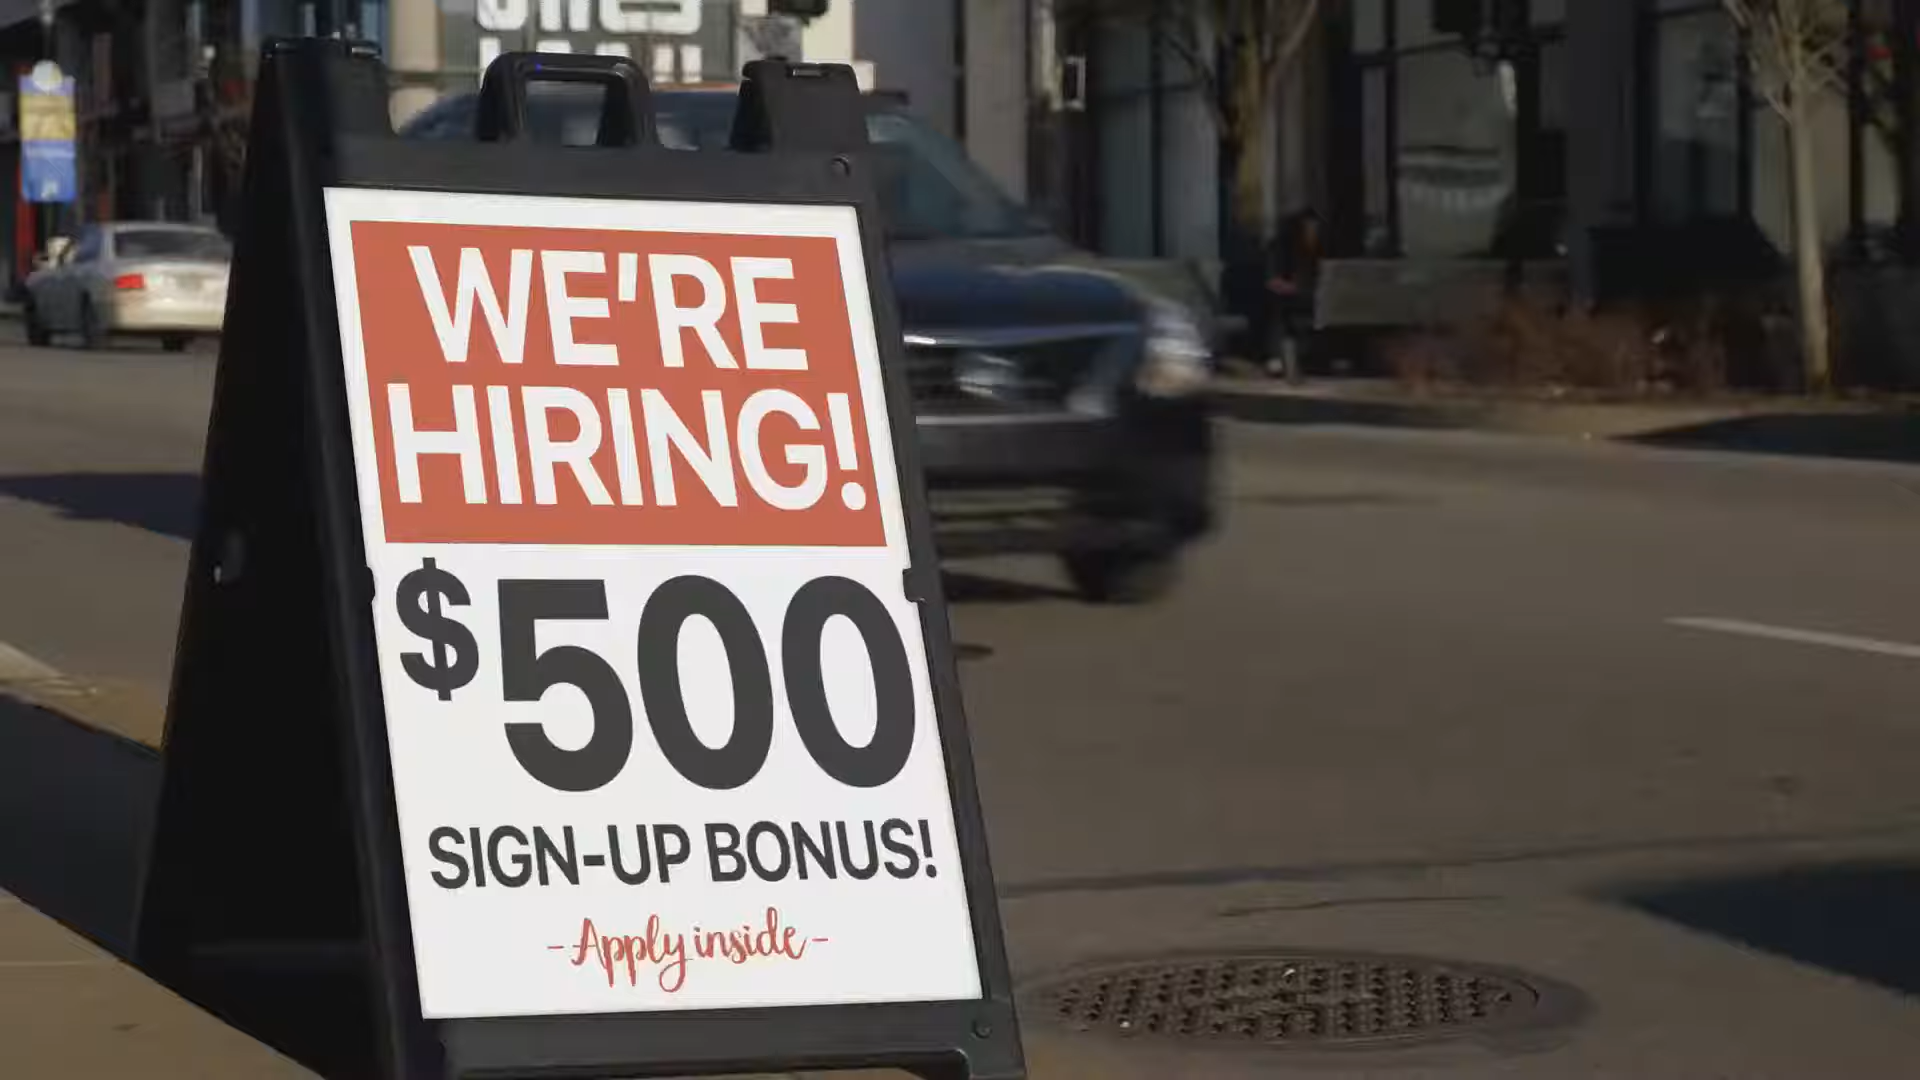 WE'RE
HIRING!
$500
SIGN-UP BONUS!
- Apply inside -